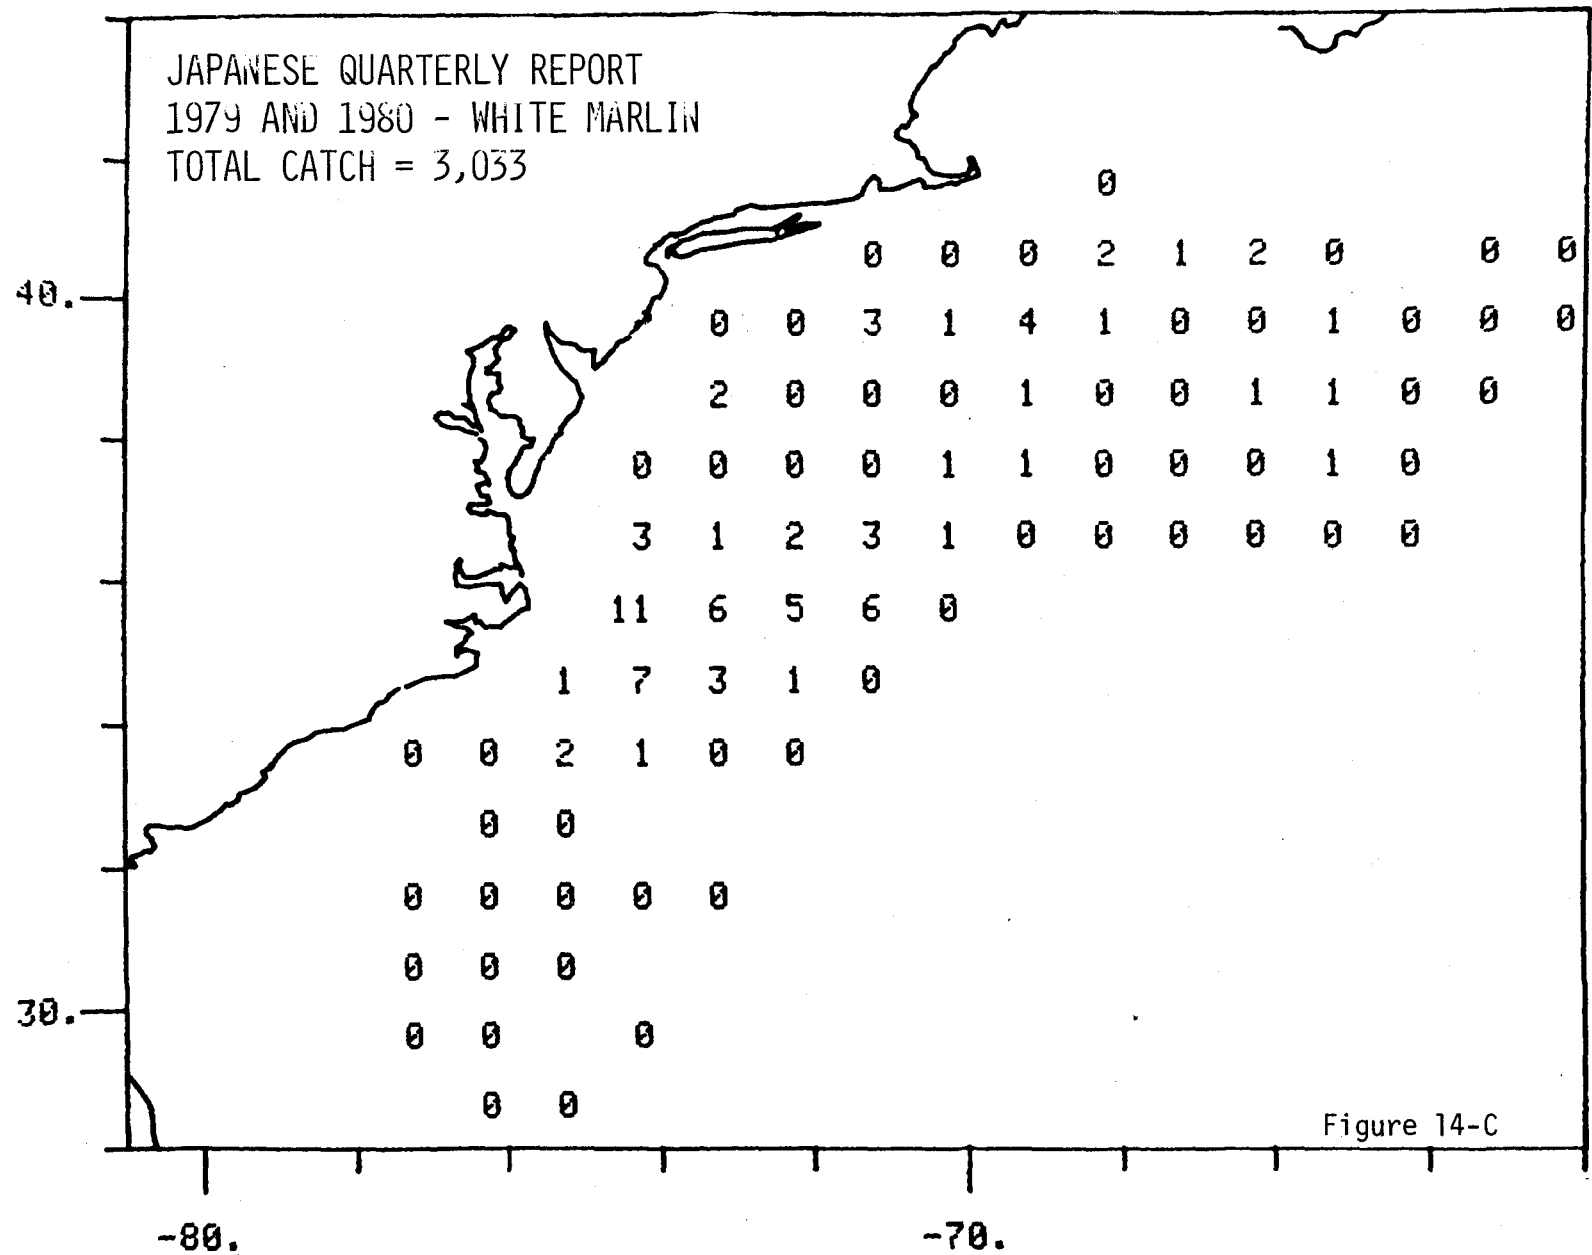 JAPANESE QUARTERLY REPORT
1979 AND 1980 - WHITE MARLIN
TOTAL CATCH = 3,033
0
0 0 0 2 1 2 0 0 0
40.
0 0 3 1 4 1 0 0 1 0 0 0
2 0 0 0 1 0 0 1 1 0 0
0 0 0 0 1 1 0 0 0 1 0
3 1 2 3 1 0 0 0 0 0 0
11 6 5 6 0
1 7 3 1 0
0 0 2 1 0 0
0 0
0 0 0 0 0
0 0 0
30.
0 0 0
0 0
Figure 14-C
-80. -70.